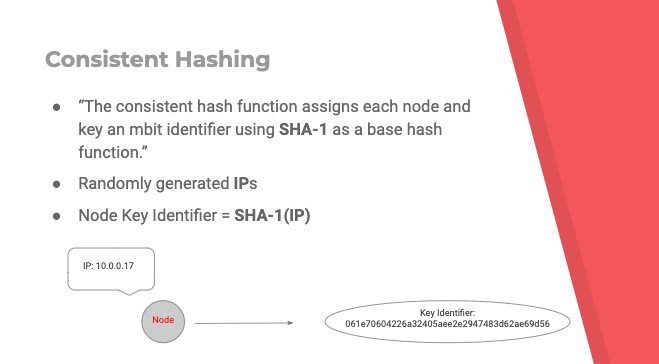 Consistent Hashing
● “The consistent hash function assigns each node and
key an mbit identifier using SHA-1 as a base hash
function.”
● Randomly generated IPs
● Node Key Identifier = SHA-1(IP)
IP: 10.0.0.17
Node
Key Identifier:
061e70604226a32405aee2e2947483d62ae69d56